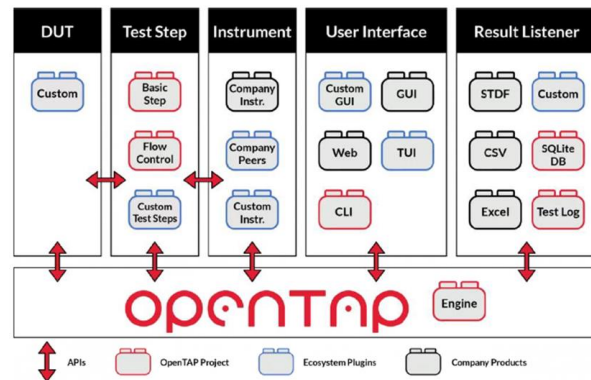 DUT
Test Step
Instrument
User Interface
Result Listener
Custom
Basic
Step
Flow
Control
Custom
Test Steps
Company
Instr.
Company
Peers
Custom
Instr.
Custom
GUI
GUI
Web
TUI
CLI
STDF
Custom
CSV
SQLite
DB
Excel
Test Log
OPENTAP
Engine
APIs
OpenTAP Project
Ecosystem Plugins
Company Products